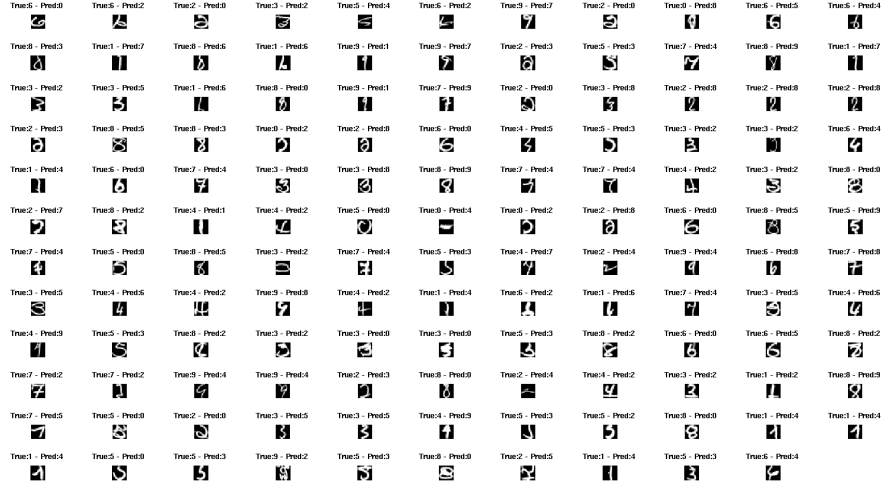 True:6 - Pred:0 True:6 - Pred:2 True:2 - Pred:0 True:3 - Pred:2 True:5 - Pred:4 True:6 - Pred:2 True:9 - Pred:7 True:2 - Pred:0 True:0 - Pred:8 True:6 - Pred:5 True:6 - Pred:4
True:8 - Pred:3 True:1 - Pred:7 True:8 - Pred:6 True:1 - Pred:6 True:9 - Pred:1 True:9 - Pred:7 True:2 - Pred:3 True:5 - Pred:3 True:7 - Pred:4 True:8 - Pred:9 True:1 - Pred:7
True:3 - Pred:2 True:3 - Pred:5 True:1 - Pred:6 True:8 - Pred:0 True:9 - Pred:1 True:7 - Pred:9 True:2 - Pred:0 True:3 - Pred:8 True:2 - Pred:8 True:2 - Pred:8 True:2 - Pred:8
True:2 - Pred:3 True:8 - Pred:5 True:8 - Pred:3 True:0 - Pred:2 True:2 - Pred:8 True:6 - Pred:0 True:4 - Pred:5 True:5 - Pred:3 True:3 - Pred:2 True:3 - Pred:2 True:6 - Pred:4
True:1 - Pred:4 True:6 - Pred:0 True:7 - Pred:4 True:3 - Pred:0 True:3 - Pred:8 True:8 - Pred:9 True:7 - Pred:4 True:7 - Pred:4 True:4 - Pred:2 True:3 - Pred:2 True:8 - Pred:0
True:2 - Pred:7 True:8 - Pred:2 True:4 - Pred:1 True:4 - Pred:2 True:5 - Pred:0 True:0 - Pred:4 True:0 - Pred:2 True:2 - Pred:8 True:6 - Pred:0 True:8 - Pred:5 True:5 - Pred:9
True:7 - Pred:4 True:5 - Pred:0 True:8 - Pred:5 True:3 - Pred:2 True:7 - Pred:4 True:5 - Pred:3 True:4 - Pred:7 True:2 - Pred:4 True:9 - Pred:4 True:6 - Pred:8 True:7 - Pred:8
True:3 - Pred:5 True:4 - Pred:6 True:4 - Pred:2 True:9 - Pred:8 True:4 - Pred:2 True:1 - Pred:4 True:6 - Pred:2 True:1 - Pred:6 True:7 - Pred:4 True:3 - Pred:5 True:4 - Pred:6
True:4 - Pred:9 True:5 - Pred:3 True:8 - Pred:2 True:3 - Pred:2 True:3 - Pred:0 True:3 - Pred:0 True:5 - Pred:3 True:8 - Pred:2 True:6 - Pred:0 True:6 - Pred:5 True:8 - Pred:2
True:7 - Pred:2 True:7 - Pred:2 True:9 - Pred:4 True:9 - Pred:4 True:2 - Pred:3 True:8 - Pred:0 True:2 - Pred:4 True:4 - Pred:2 True:3 - Pred:2 True:1 - Pred:2 True:8 - Pred:9
True:7 - Pred:5 True:5 - Pred:0 True:2 - Pred:0 True:3 - Pred:5 True:3 - Pred:5 True:4 - Pred:9 True:5 - Pred:3 True:5 - Pred:2 True:8 - Pred:0 True:1 - Pred:4 True:1 - Pred:4
True:1 - Pred:4 True:5 - Pred:0 True:5 - Pred:3 True:9 - Pred:2 True:5 - Pred:3 True:8 - Pred:0 True:2 - Pred:5 True:1 - Pred:4 True:5 - Pred:3 True:6 - Pred:4